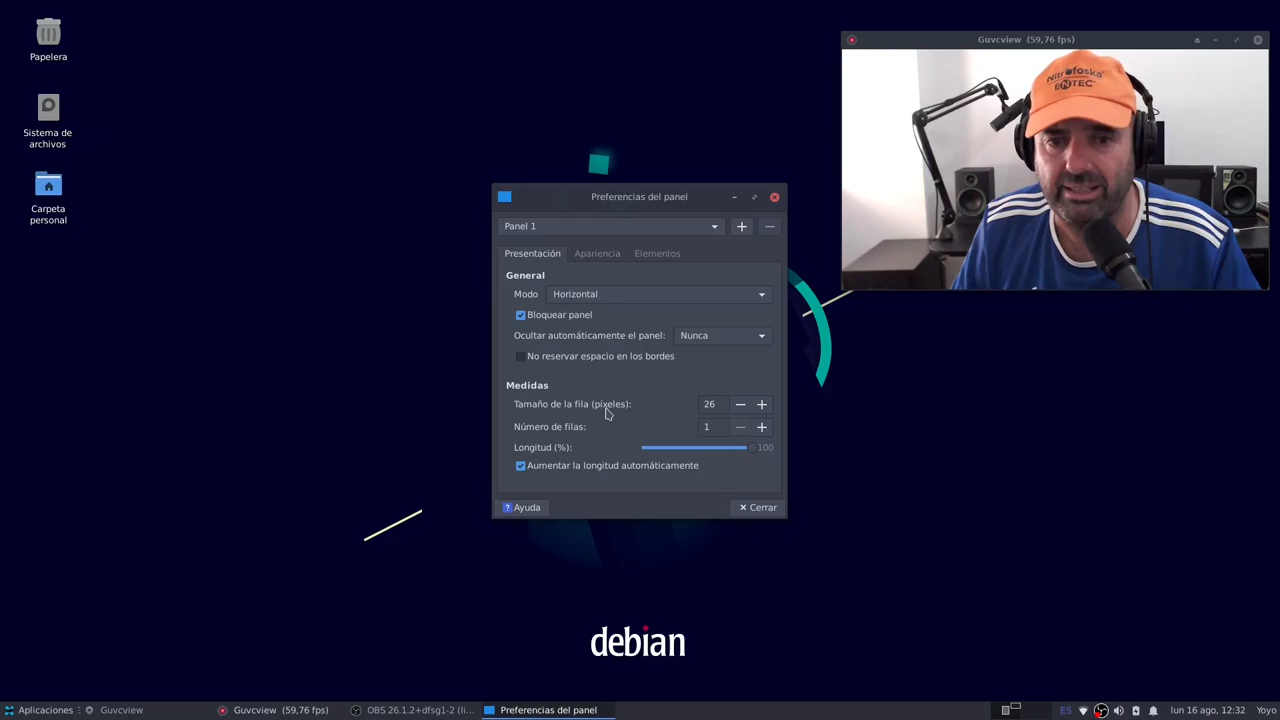 Papelera
Sistema de
archivos
Carpeta
personal
Guvcview (59,76 fps)
Nitrofoska
ENTEC
Preferencias del panel
Panel 1
Presentación Apariencia Elementos
General
Modo Horizontal
Bloquear panel
Ocultar automáticamente el panel: Nunca
No reservar espacio en los bordes
Medidas
Tamaño de la fila (píxeles): 26
Número de filas: 1
Longitud (%): 100
Aumentar la longitud automáticamente
? Ayuda
Cerrar
debian
Aplicaciones Guvcview Guvcview (59,76 fps) OBS 26.1.2+dfsg1-2 (li... Preferencias del panel ES lun 16 ago, 12:32 Yoyo